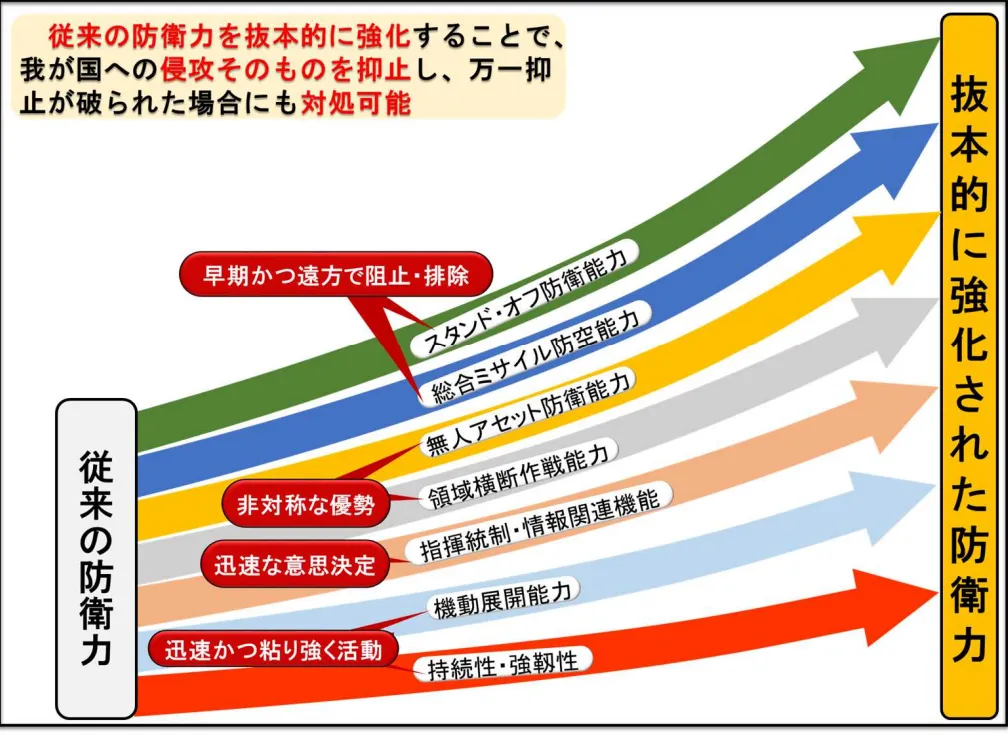 従来の防衛力を抜本的に強化することで、
我が国への侵攻そのものを抑止し、万一抑
止が破られた場合にも対処可能
従来の防衛力
早期かつ遠方で阻止・排除
スタンド・オフ防衛能力
総合ミサイル防空能力
無人アセット防衛能力
非対称な優勢
領域横断作戦能力
迅速な意思決定
指揮統制・情報関連機能
機動展開能力
迅速かつ粘り強く活動
持続性・強靱性
抜本的に強化された防衛力